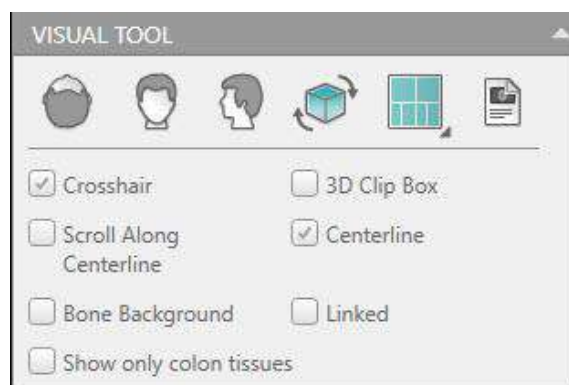 VISUAL TOOL
Crosshair
3D Clip Box
Scroll Along
Centerline
Centerline
Bone Background
Linked
Show only colon tissues